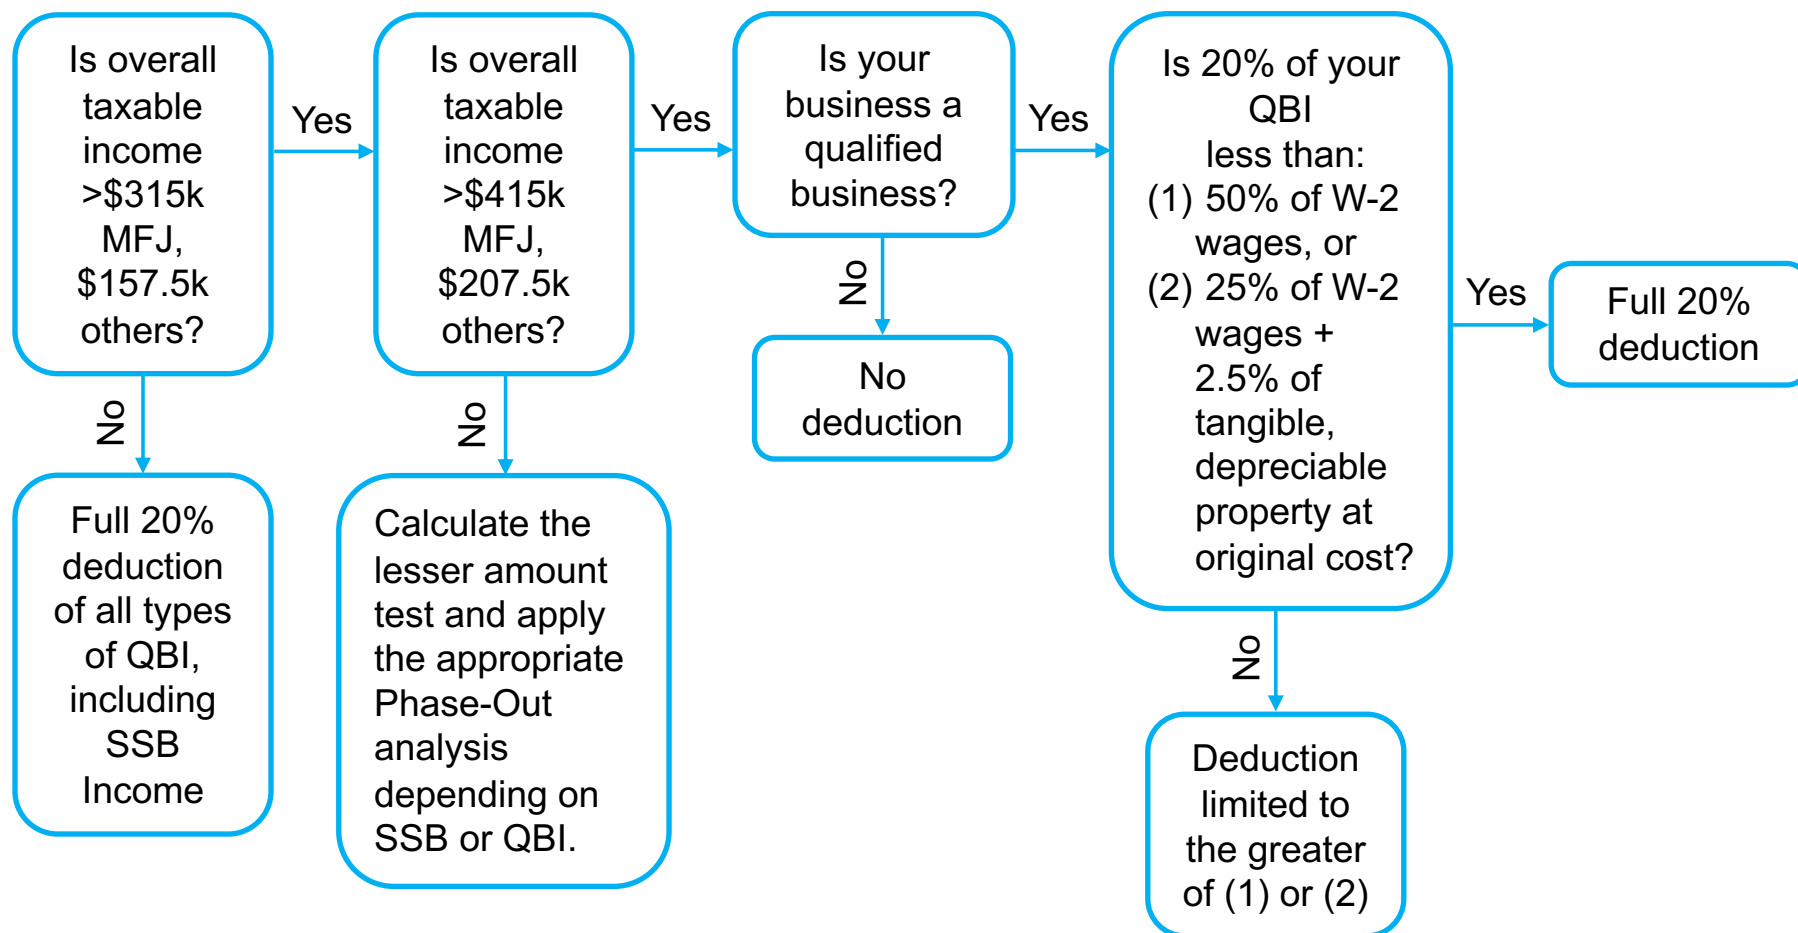 Is overall
taxable
income
>$315k
MFJ,
$157.5k
others?
Yes
Is overall
taxable
income
>$415k
MFJ,
$207.5k
others?
Yes
Is your
business a
qualified
business?
Yes
Is 20% of your
QBI
less than:
(1) 50% of W-2
wages, or
(2) 25% of W-2
wages +
2.5% of
tangible,
depreciable
property at
original cost?
Yes
Full 20%
deduction
No
No
No
No
deduction
Full 20%
deduction
of all types
of QBI,
including
SSB
Income
Calculate the
lesser amount
test and apply
the appropriate
Phase-Out
analysis
depending on
SSB or QBI.
No
Deduction
limited to
the greater
of (1) or (2)